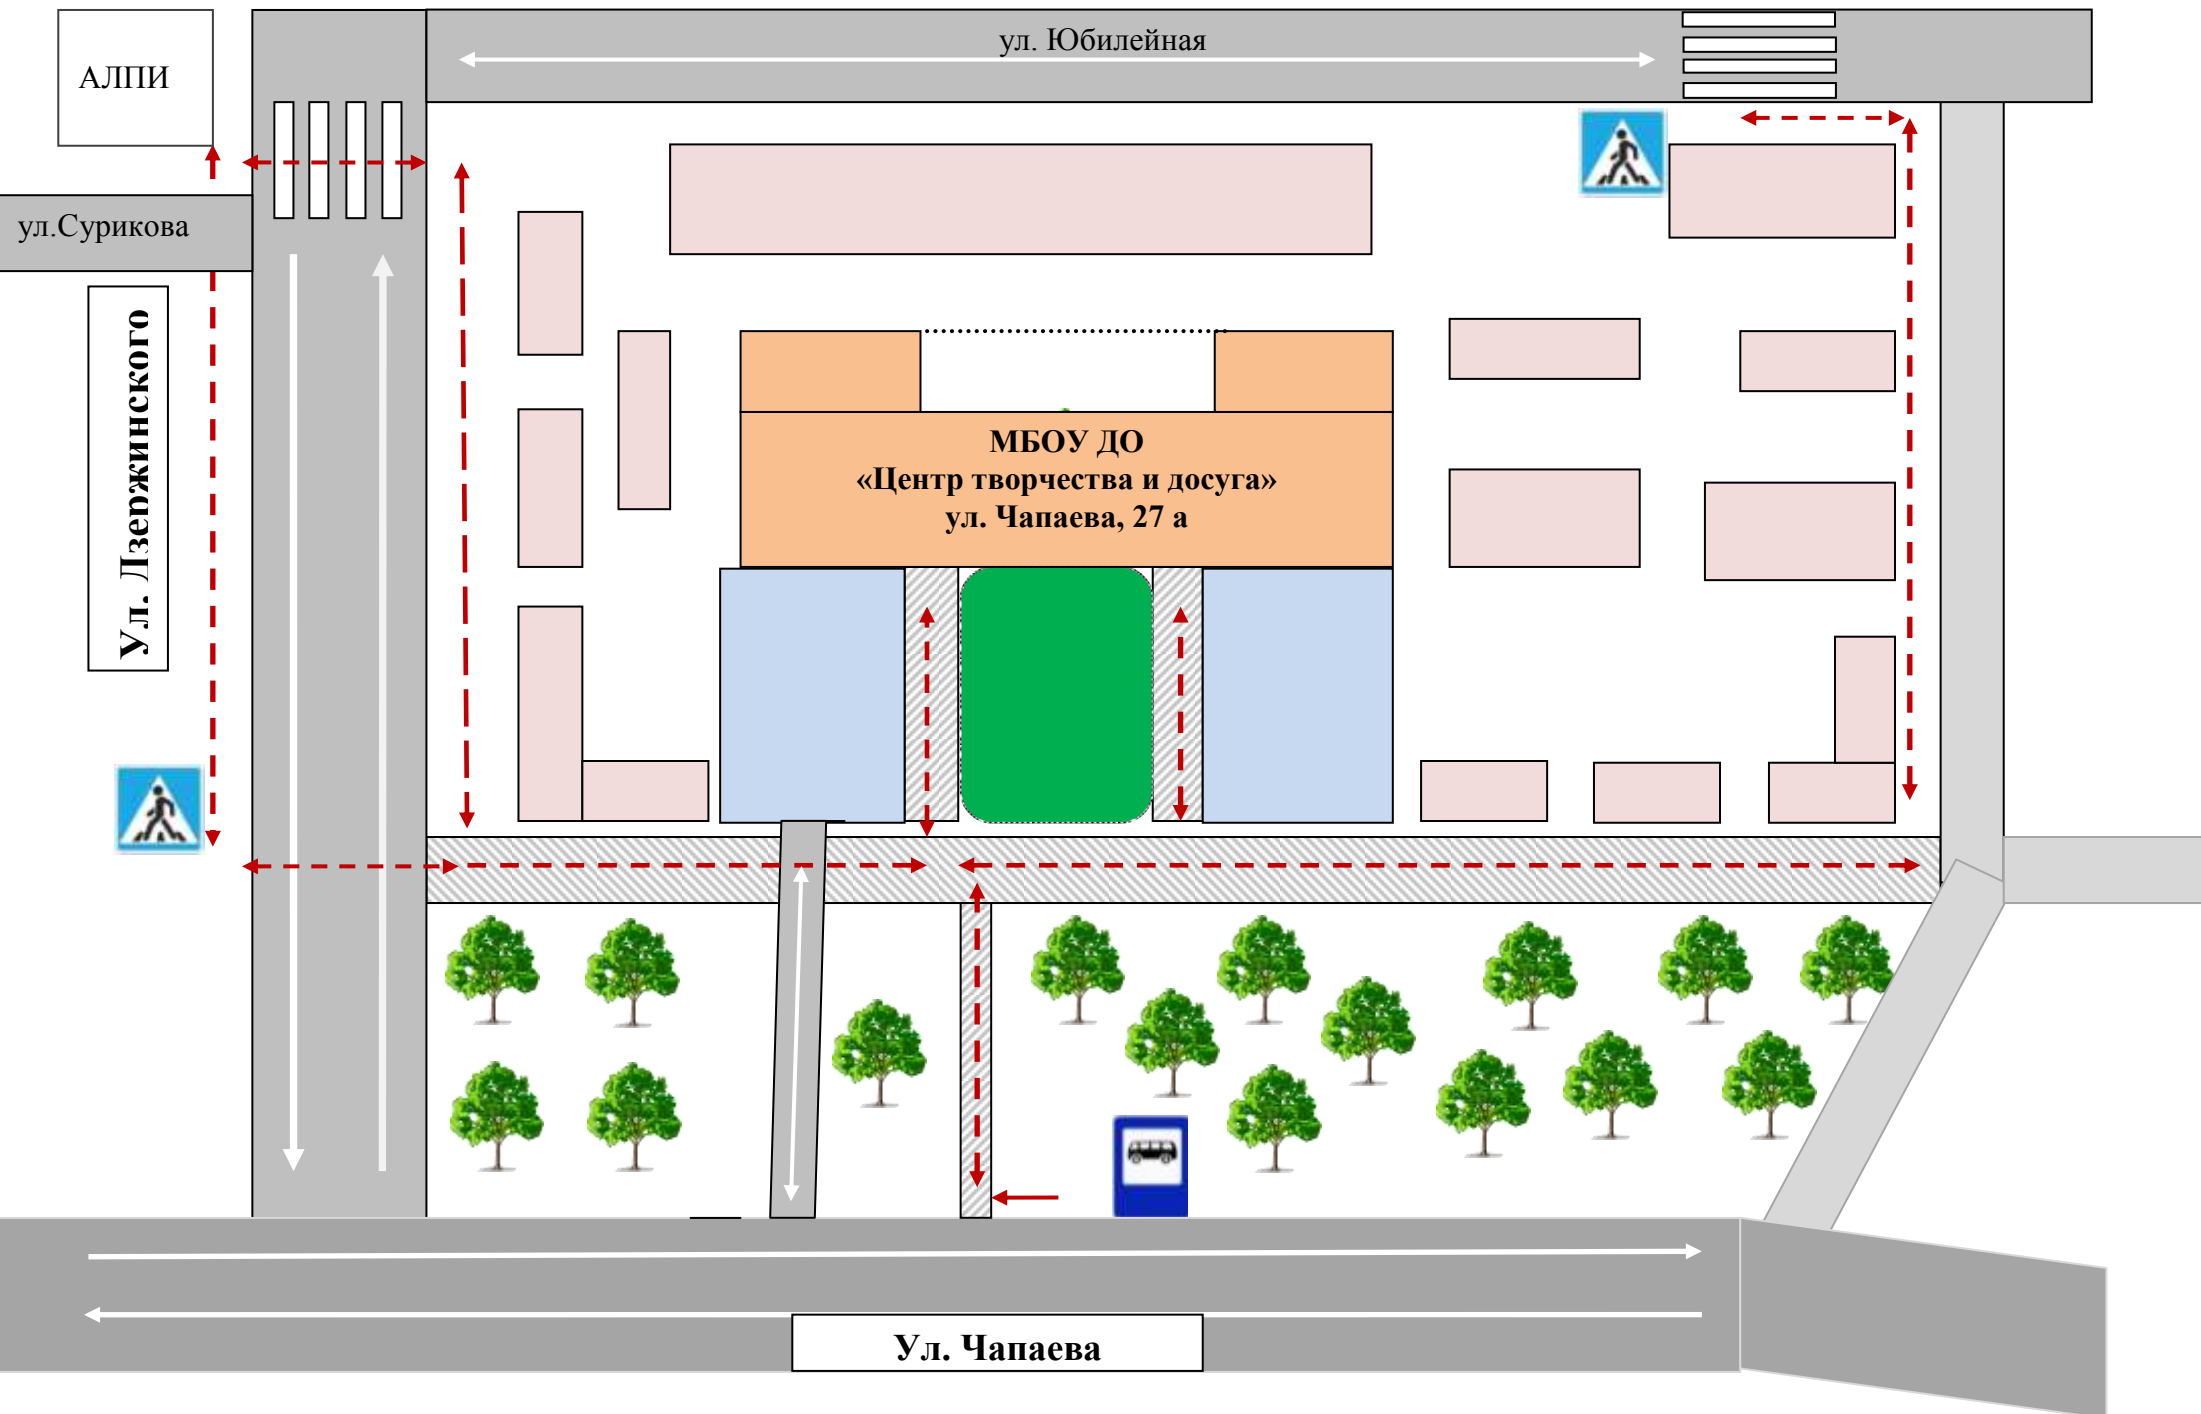 ул. Юбилейная
АЛПИ
ул.Сурикова
Ул. Дзержинского
МБОУ ДО
«Центр творчества и досуга»
ул. Чапаева, 27 а
Ул. Чапаева